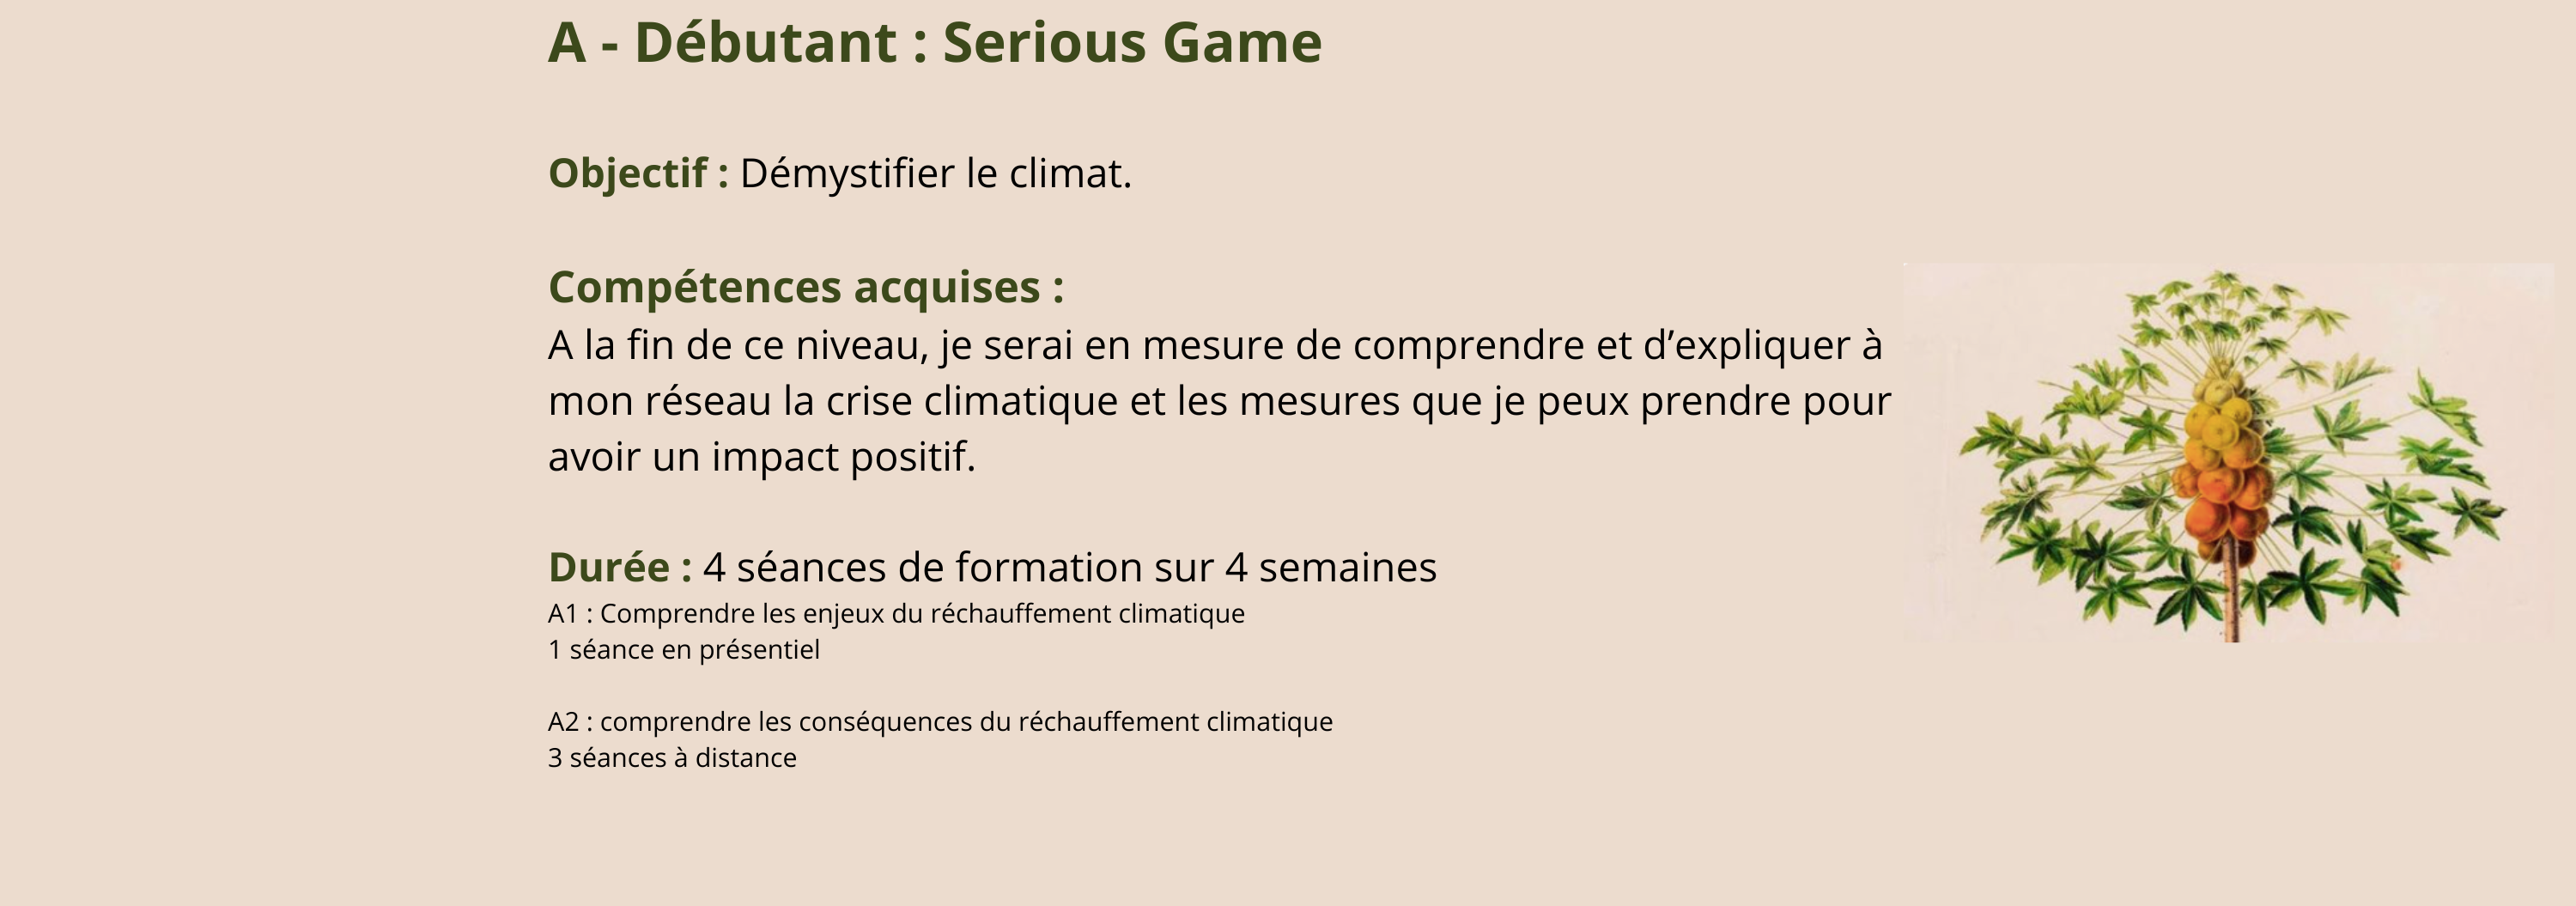 A - Débutant : Serious Game
Objectif : Démystifier le climat.
Compétences acquises :
A la fin de ce niveau, je serai en mesure de comprendre et d’expliquer à
mon réseau la crise climatique et les mesures que je peux prendre pour
avoir un impact positif.
Durée : 4 séances de formation sur 4 semaines
A1 : Comprendre les enjeux du réchauffement climatique
1 séance en présentiel
A2 : comprendre les conséquences du réchauffement climatique
3 séances à distance